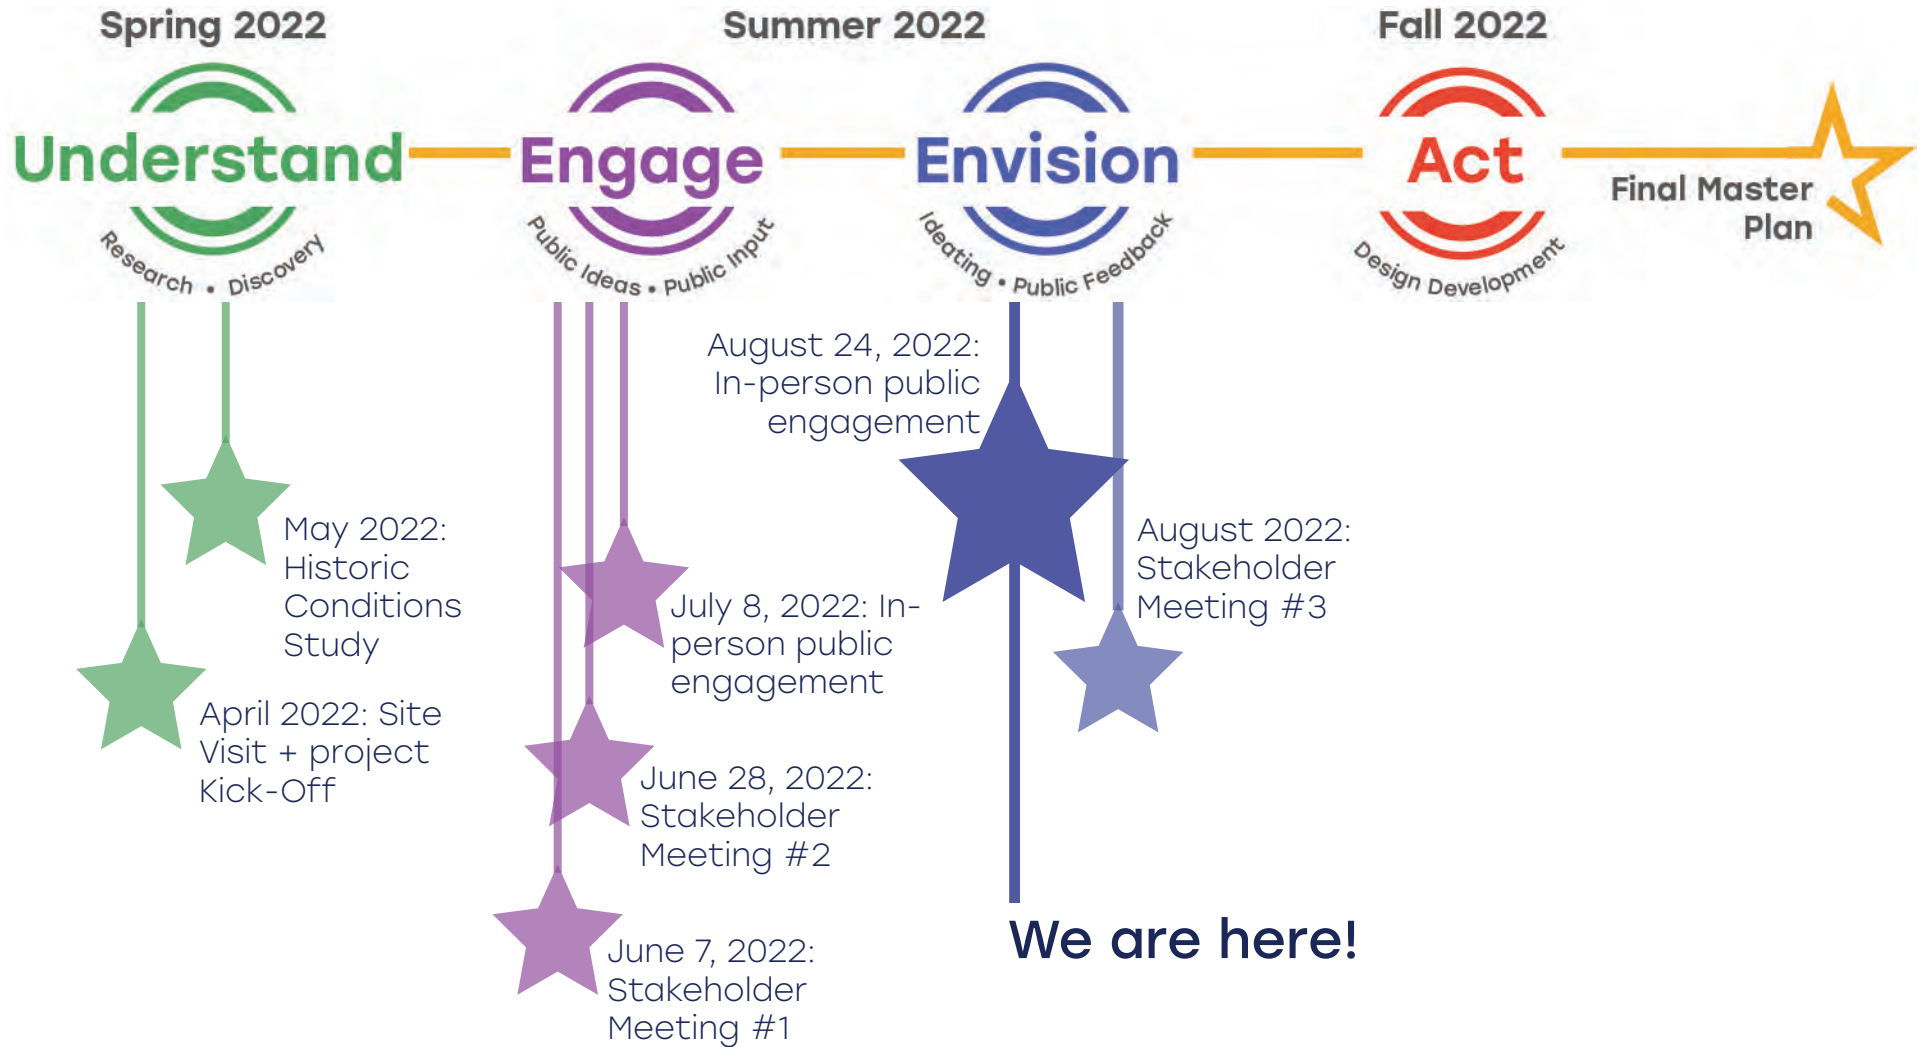 Spring 2022
Summer 2022
Fall 2022
Understand
Engage
Envision
Act
Final Master
Plan
Research • Discovery
Public Ideas • Public Input
Ideating • Public Feedback
Design Development
August 24, 2022:
In-person public
engagement
May 2022:
Historic
Conditions
Study
August 2022:
Stakeholder
Meeting #3
July 8, 2022: In-
person public
engagement
April 2022: Site
Visit + project
Kick-Off
June 28, 2022:
Stakeholder
Meeting #2
We are here!
June 7, 2022:
Stakeholder
Meeting #1